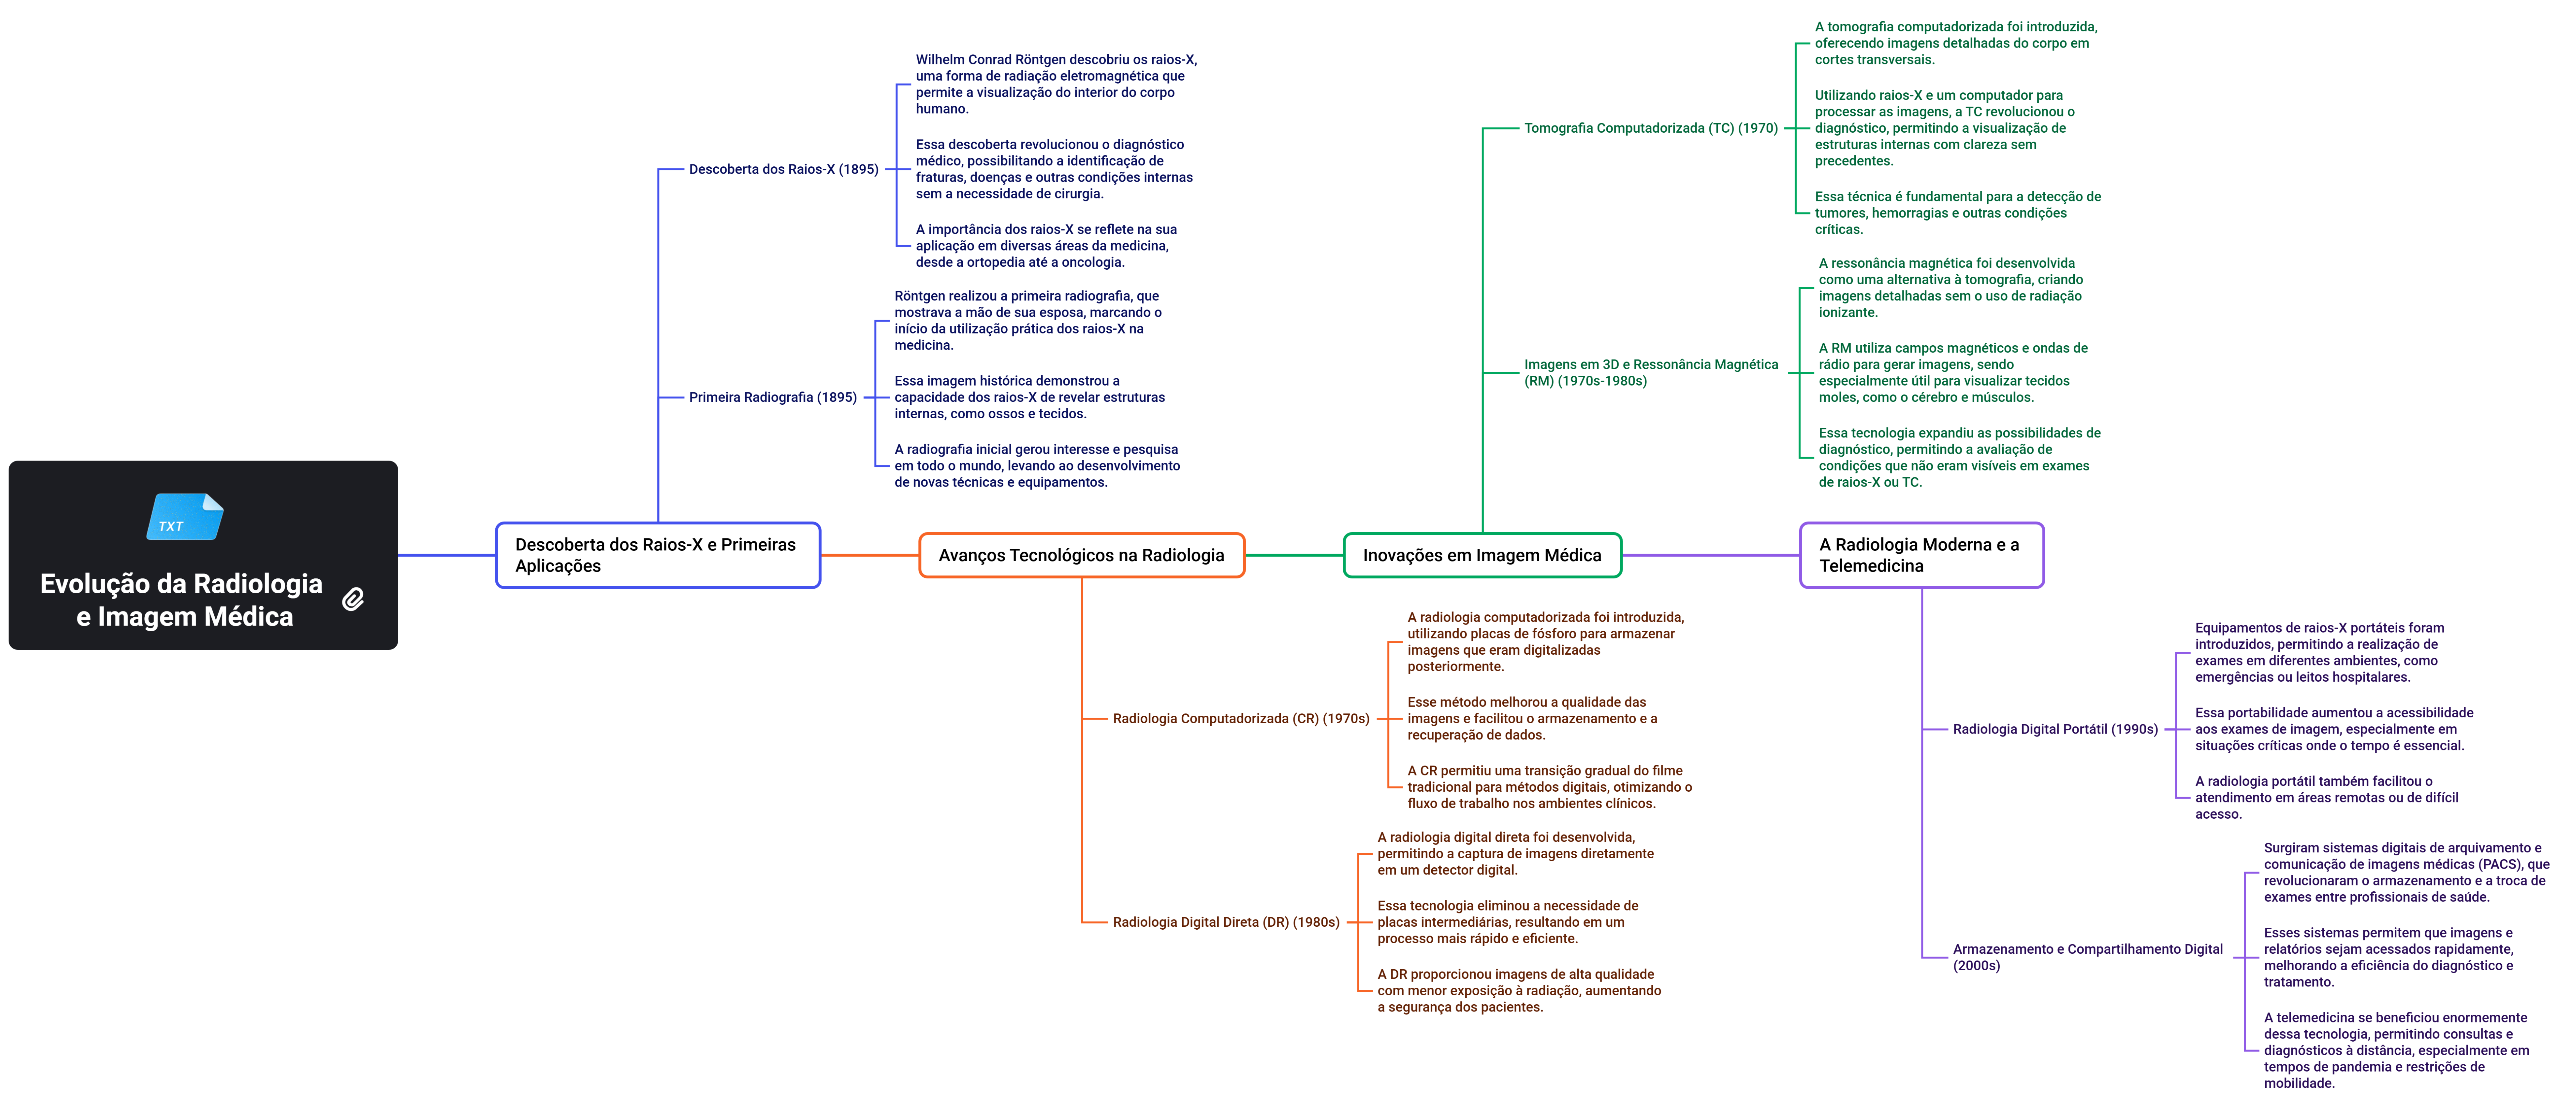 TXT
Evolução da Radiologia
e Imagem Médica
Descoberta dos Raios-X e Primeiras
Aplicações
Descoberta dos Raios-X (1895)
Wilhelm Conrad Röntgen descobriu os raios-X,
uma forma de radiação eletromagnética que
permite a visualização do interior do corpo
humano.
Essa descoberta revolucionou o diagnóstico
médico, possibilitando a identificação de
fraturas, doenças e outras condições internas
sem a necessidade de cirurgia.
A importância dos raios-X se reflete na sua
aplicação em diversas áreas da medicina,
desde a ortopedia até a oncologia.
Primeira Radiografia (1895)
Röntgen realizou a primeira radiografia, que
mostrava a mão de sua esposa, marcando o
início da utilização prática dos raios-X na
medicina.
Essa imagem histórica demonstrou a
capacidade dos raios-X de revelar estruturas
internas, como ossos e tecidos.
A radiografia inicial gerou interesse e pesquisa
em todo o mundo, levando ao desenvolvimento
de novas técnicas e equipamentos.
Avanços Tecnológicos na Radiologia
Radiologia Computadorizada (CR) (1970s)
A radiologia computadorizada foi introduzida,
utilizando placas de fósforo para armazenar
imagens que eram digitalizadas
posteriormente.
Esse método melhorou a qualidade das
imagens e facilitou o armazenamento e a
recuperação de dados.
A CR permitiu uma transição gradual do filme
tradicional para métodos digitais, otimizando o
fluxo de trabalho nos ambientes clínicos.
Radiologia Digital Direta (DR) (1980s)
A radiologia digital direta foi desenvolvida,
permitindo a captura de imagens diretamente
em um detector digital.
Essa tecnologia eliminou a necessidade de
placas intermediárias, resultando em um
processo mais rápido e eficiente.
A DR proporcionou imagens de alta qualidade
com menor exposição à radiação, aumentando
a segurança dos pacientes.
Inovações em Imagem Médica
Tomografia Computadorizada (TC) (1970)
A tomografia computadorizada foi introduzida,
oferecendo imagens detalhadas do corpo em
cortes transversais.
Utilizando raios-X e um computador para
processar as imagens, a TC revolucionou o
diagnóstico, permitindo a visualização de
estruturas internas com clareza sem
precedentes.
Essa técnica é fundamental para a detecção de
tumores, hemorragias e outras condições
críticas.
Imagens em 3D e Ressonância Magnética
(RM) (1970s-1980s)
A ressonância magnética foi desenvolvida
como uma alternativa à tomografia, criando
imagens detalhadas sem o uso de radiação
ionizante.
A RM utiliza campos magnéticos e ondas de
rádio para gerar imagens, sendo
especialmente útil para visualizar tecidos
moles, como o cérebro e músculos.
Essa tecnologia expandiu as possibilidades de
diagnóstico, permitindo a avaliação de
condições que não eram visíveis em exames
de raios-X ou TC.
A Radiologia Moderna e a
Telemedicina
Radiologia Digital Portátil (1990s)
Equipamentos de raios-X portáteis foram
introduzidos, permitindo a realização de
exames em diferentes ambientes, como
emergências ou leitos hospitalares.
Essa portabilidade aumentou a acessibilidade
aos exames de imagem, especialmente em
situações críticas onde o tempo é essencial.
A radiologia portátil também facilitou o
atendimento em áreas remotas ou de difícil
acesso.
Armazenamento e Compartilhamento Digital
(2000s)
Surgiram sistemas digitais de arquivamento e
comunicação de imagens médicas (PACS), que
revolucionaram o armazenamento e a troca de
exames entre profissionais de saúde.
Esses sistemas permitem que imagens e
relatórios sejam acessados rapidamente,
melhorando a eficiência do diagnóstico e
tratamento.
A telemedicina se beneficiou enormemente
dessa tecnologia, permitindo consultas e
diagnósticos à distância, especialmente em
tempos de pandemia e restrições de
mobilidade.